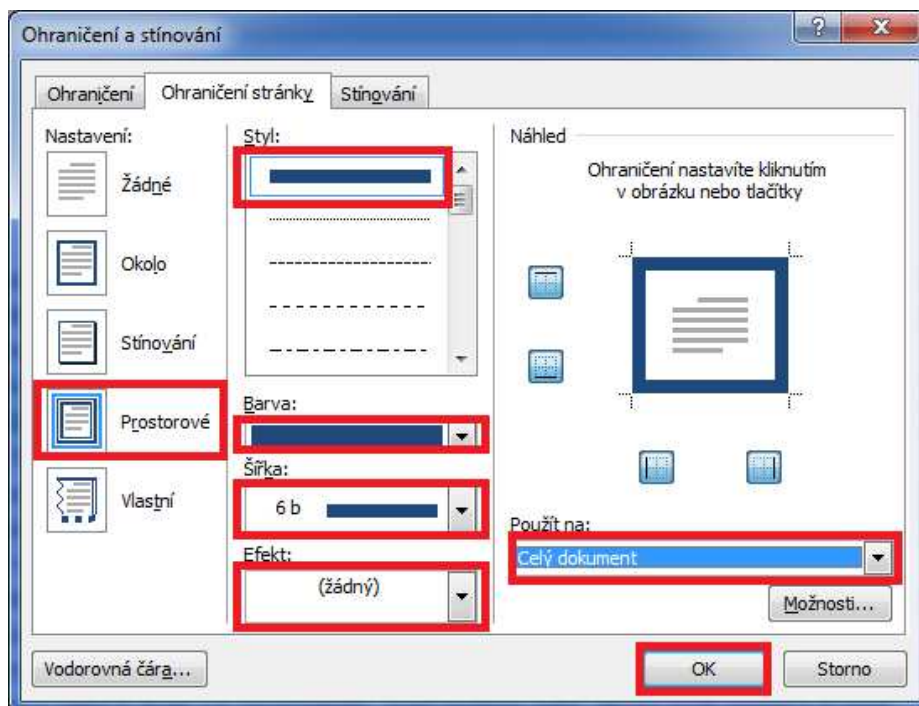 Ohraničení a stínování
Ohraničení
Ohraničení stránky
Stínování
Nastavení:
Žádné
Okolo
Stínování
Prostorové
Vlastní
Styl:
Barva:
Šířka:
6 b
Efekt:
(žádný)
Náhled
Ohraničení nastavíte kliknutím
v obrázku nebo tlačítky
Použít na:
Celý dokument
Možnosti...
Vodorovná čára...
OK
Storno